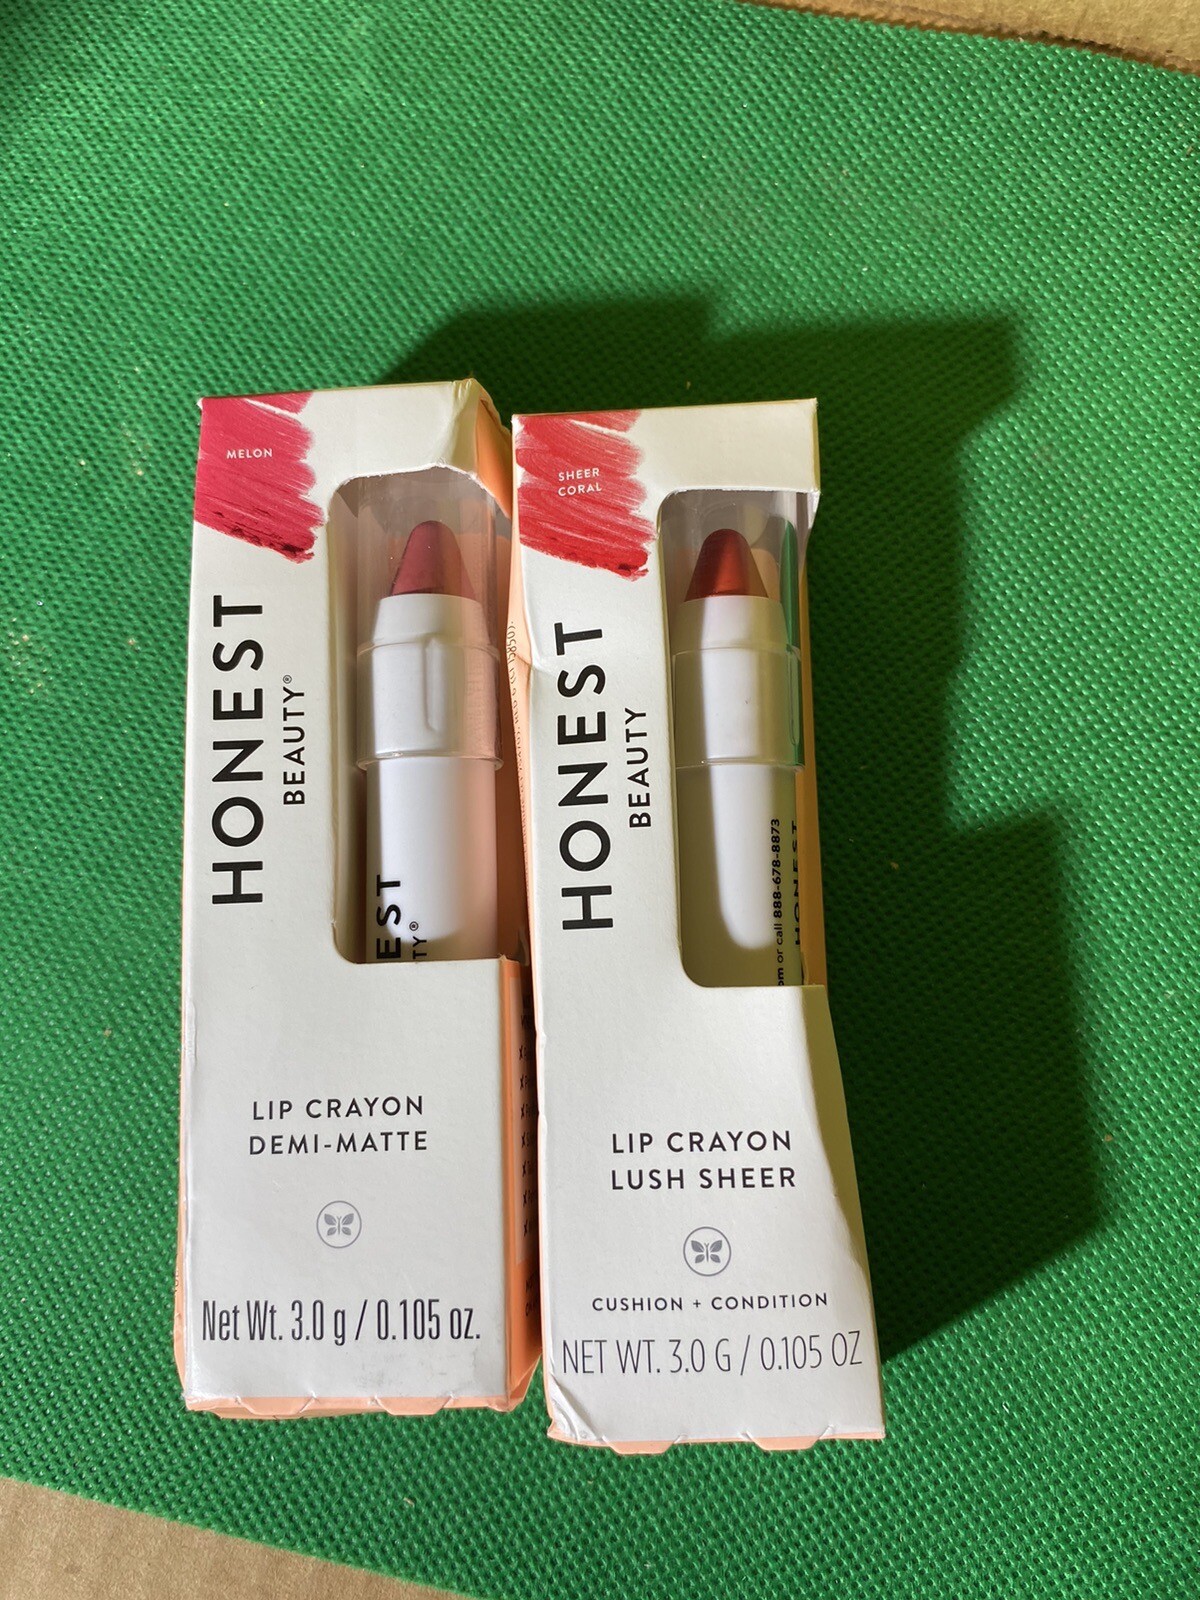 MELON
HONEST
BEAUTY®
EST
TY®
LIP CRAYON
DEMI-MATTE
Net Wt. 3.0 g / 0.105 oz.
SHEER
CORAL
HONEST
BEAUTY
om or call 888-678-8873
HONEST
LIP CRAYON
LUSH SHEER
CUSHION + CONDITION
NET WT. 3.0 G / 0.105 OZ